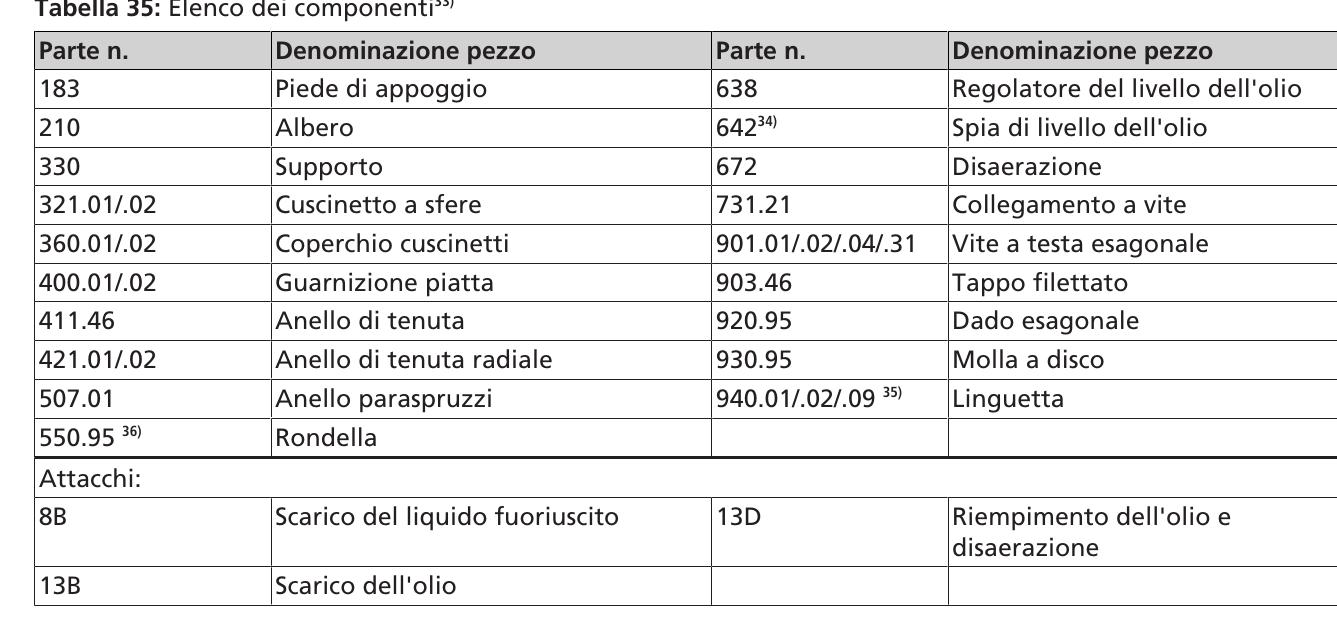 Tabella 35: Elenco dei componenti33)
Parte n. Denominazione pezzo Parte n. Denominazione pezzo
183 Piede di appoggio 638 Regolatore del livello dell'olio
210 Albero 64234) Spia di livello dell'olio
330 Supporto 672 Disaerazione
321.01/.02 Cuscinetto a sfere 731.21 Collegamento a vite
360.01/.02 Coperchio cuscinetti 901.01/.02/.04/.31 Vite a testa esagonale
400.01/.02 Guarnizione piatta 903.46 Tappo filettato
411.46 Anello di tenuta 920.95 Dado esagonale
421.01/.02 Anello di tenuta radiale 930.95 Molla a disco
507.01 Anello paraspruzzi 940.01/.02/.09 35) Linguetta
550.95 36) Rondella
Attacchi:
8B Scarico del liquido fuoriuscito 13D Riempimento dell'olio e
disaerazione
13B Scarico dell'olio